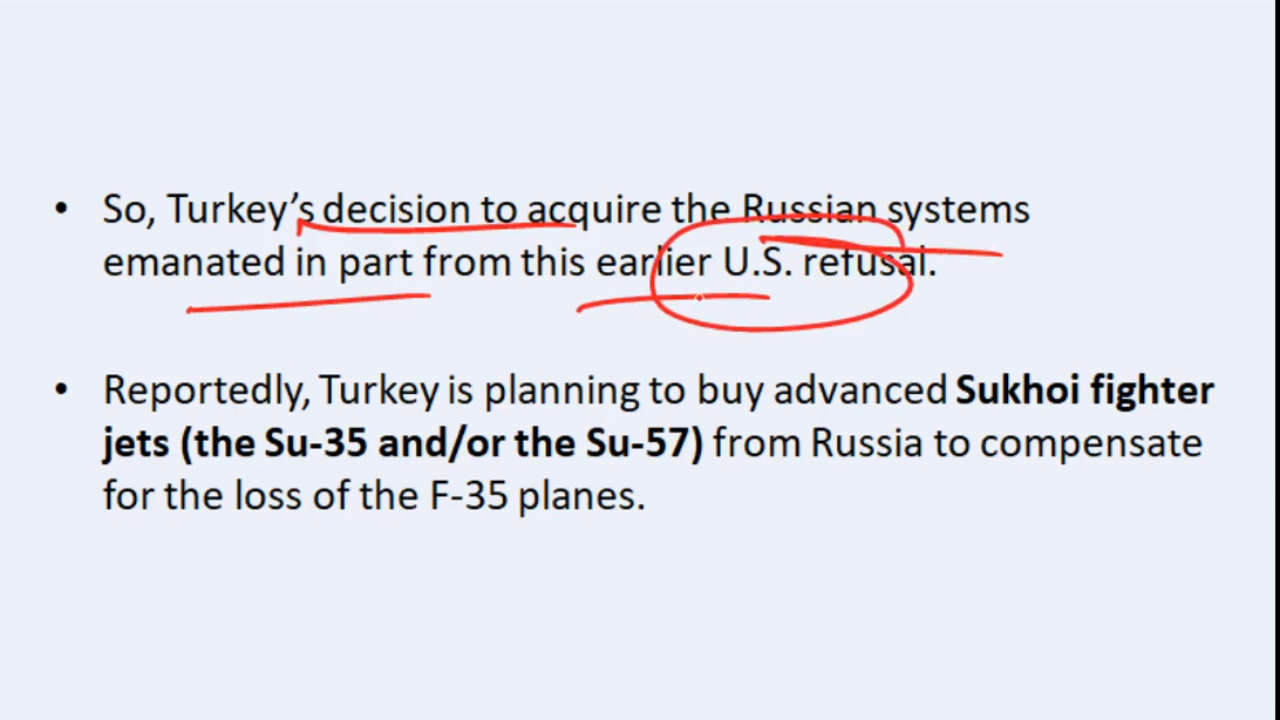 • So, Turkey’s decision to acquire the Russian systems
emanated in part from this earlier U.S. refusal.
• Reportedly, Turkey is planning to buy advanced Sukhoi fighter
jets (the Su-35 and/or the Su-57) from Russia to compensate
for the loss of the F-35 planes.